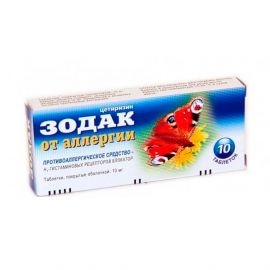 цетиризин
ЗОДАК
от аллергии
ПРОТИВОАЛЛЕРГИЧЕСКОЕ СРЕДСТВО -
H₁-ГИСТАМИНОВЫХ РЕЦЕПТОРОВ БЛОКАТОР
Таблетки, покрытые оболочкой, 10 мг
10
ТАБЛЕТОК